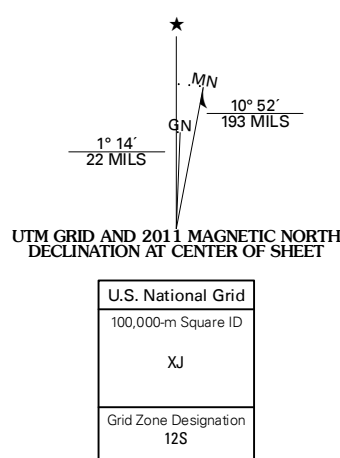 ★
MN
GN
10° 52´
193 MILS
1° 14´
22 MILS
UTM GRID AND 2011 MAGNETIC NORTH
DECLINATION AT CENTER OF SHEET
U.S. National Grid
100,000-m Square ID
XJ
Grid Zone Designation
12S